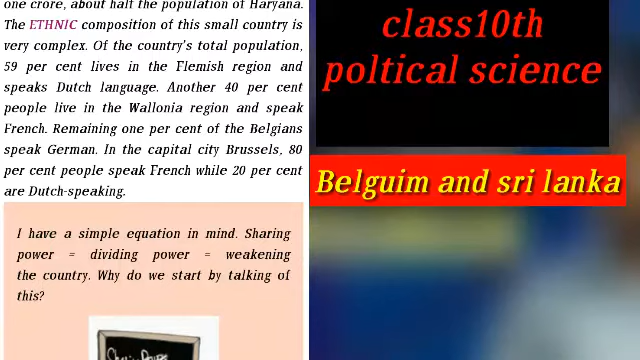 one crore, about half the population of Haryana.
The ETHNIC composition of this small country is
very complex. Of the country's total population,
59 per cent lives in the Flemish region and
speaks Dutch language. Another 40 per cent
people live in the Wallonia region and speak
French. Remaining one per cent of the Belgians
speak German. In the capital city Brussels, 80
per cent people speak French while 20 per cent
are Dutch-speaking.
I have a simple equation in mind. Sharing
power = dividing power = weakening
the country. Why do we start by talking of
this?
class10th
poltical science
Belguim and sri lanka